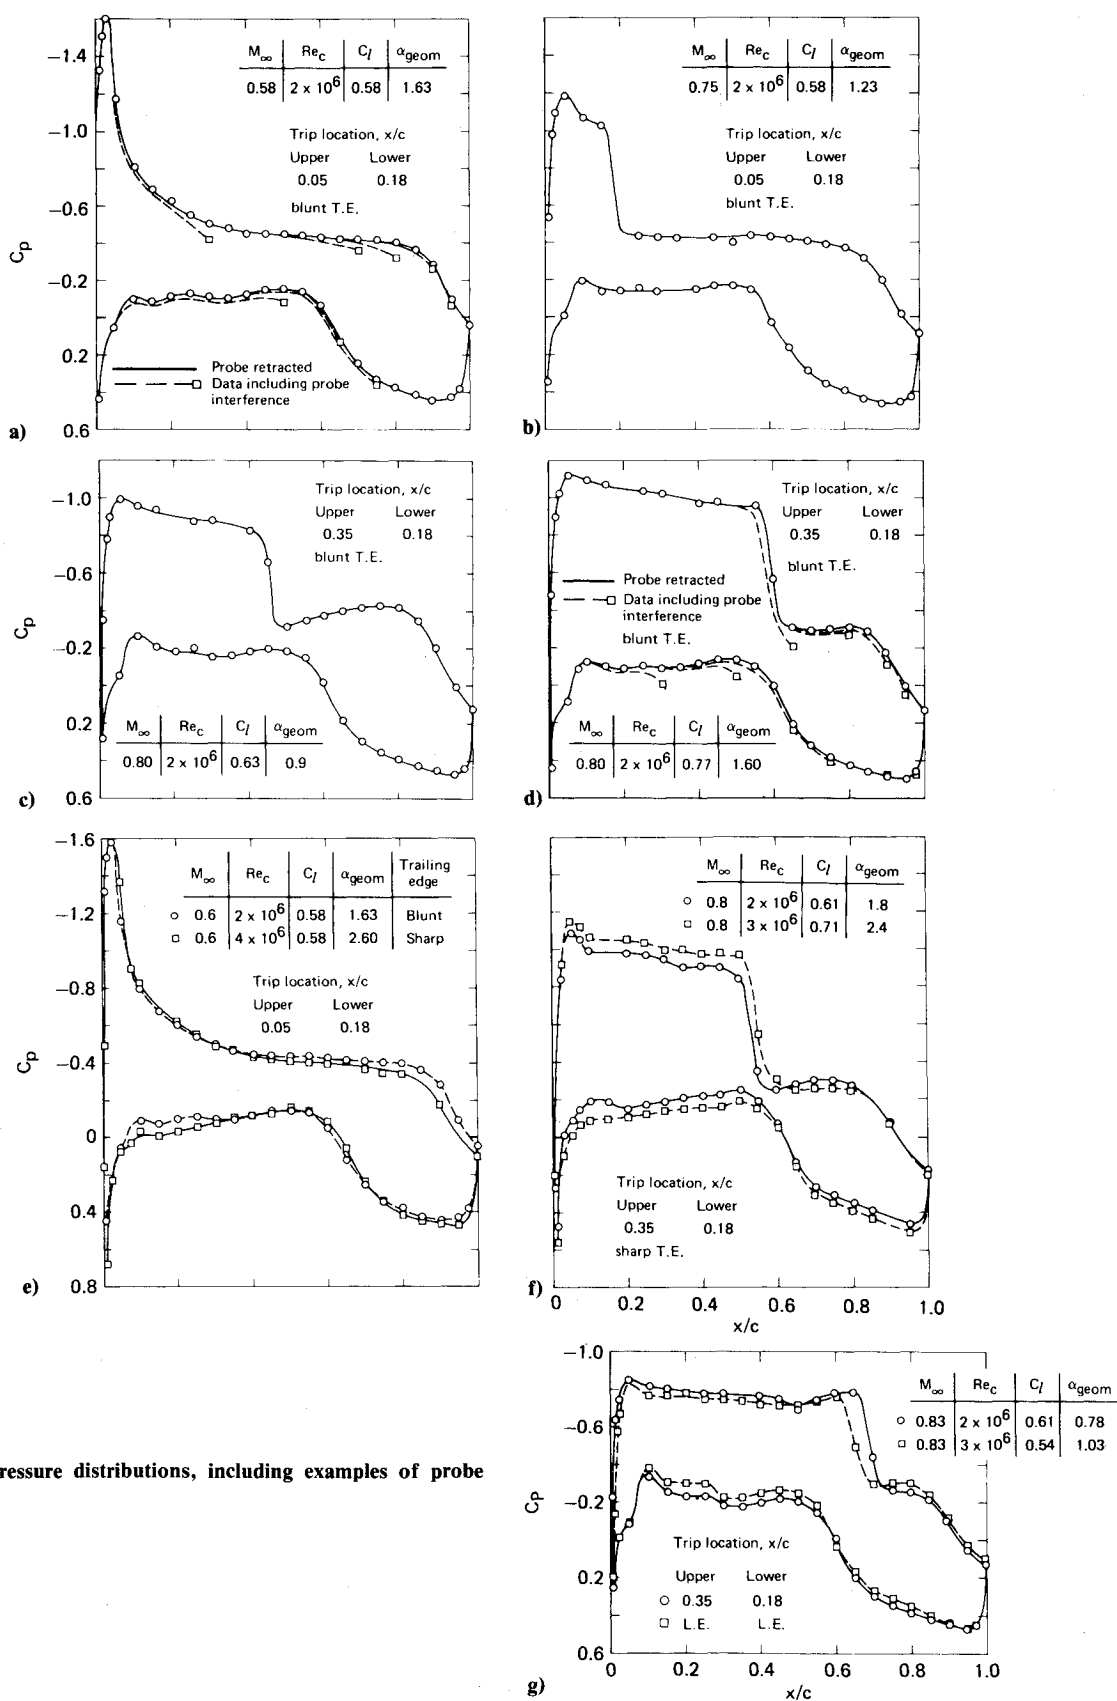 −1.4
−1.0
−0.6
−0.2
0.2
0.6
Cp
M∞ Rec Cl αgeom
0.58 2 x 10⁶ 0.58 1.63
Trip location, x/c
Upper Lower
0.05 0.18
blunt T.E.
Probe retracted
Data including probe
interference
a)
M∞ Rec Cl αgeom
0.75 2 x 10⁶ 0.58 1.23
Trip location, x/c
Upper Lower
0.05 0.18
blunt T.E.
b)
−1.0
−0.6
−0.2
0.2
0.6
Cp
Trip location, x/c
Upper Lower
0.35 0.18
blunt T.E.
M∞ Rec Cl αgeom
0.80 2 x 10⁶ 0.63 0.9
c)
Trip location, x/c
Upper Lower
0.35 0.18
blunt T.E.
Probe retracted
Data including probe
interference
blunt T.E.
M∞ Rec Cl αgeom
0.80 2 x 10⁶ 0.77 1.60
d)
−1.6
−1.2
−0.8
−0.4
0
0.4
0.8
Cp
M∞ Rec Cl αgeom Trailing
edge
0.6 2 x 10⁶ 0.58 1.63 Blunt
0.6 4 x 10⁶ 0.58 2.60 Sharp
Trip location, x/c
Upper Lower
0.05 0.18
e)
M∞ Rec Cl αgeom
0.8 2 x 10⁶ 0.61 1.8
0.8 3 x 10⁶ 0.71 2.4
Trip location, x/c
Upper Lower
0.35 0.18
sharp T.E.
f)
0 0.2 0.4 0.6 0.8 1.0
x/c
−1.0
−0.6
−0.2
0.2
0.6
Cp
M∞ Rec Cl αgeom
0.83 2 x 10⁶ 0.61 0.78
0.83 3 x 10⁶ 0.54 1.03
ressure distributions, including examples of probe
Trip location, x/c
Upper Lower
0.35 0.18
L.E. L.E.
0 0.2 0.4 0.6 0.8 1.0
g)
x/c